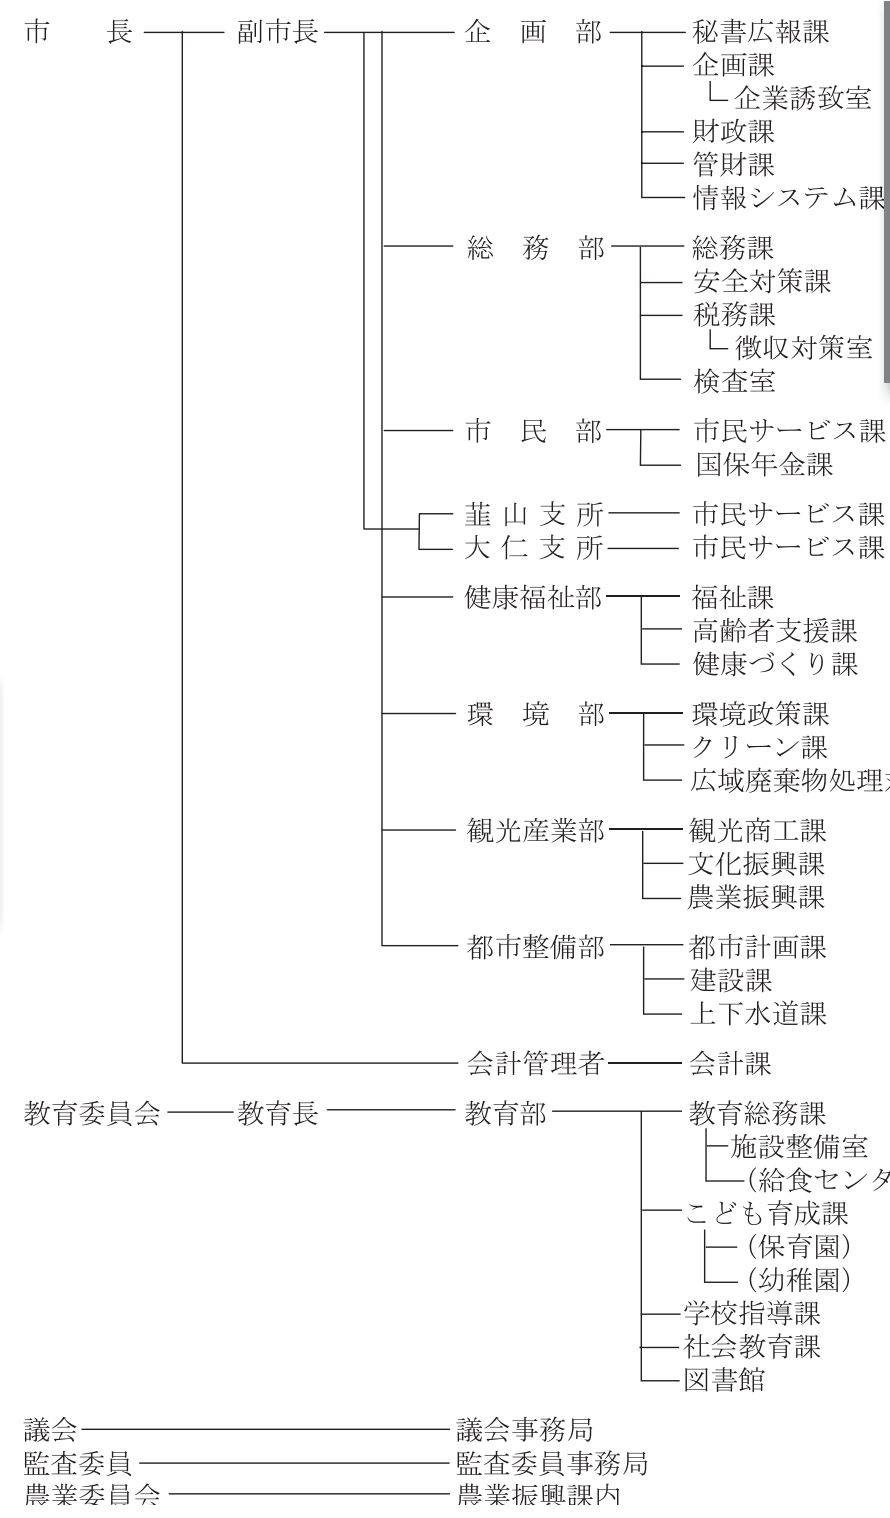 市長 副市長 企画部 秘書広報課
企画課
企業誘致室
財政課
管財課
情報システム課
総務部 総務課
安全対策課
税務課
徴収対策室
検査室
市民部 市民サービス課
国保年金課
韮山支所 市民サービス課
大仁支所 市民サービス課
健康福祉部 福祉課
高齢者支援課
健康づくり課
環境部 環境政策課
クリーン課
広域廃棄物処理
観光産業部 観光商工課
文化振興課
農業振興課
都市整備部 都市計画課
建設課
上下水道課
会計管理者 会計課
教育委員会 教育長 教育部 教育総務課
施設整備室
(給食センタ
こども育成課
(保育園)
(幼稚園)
学校指導課
社会教育課
図書館
議会 議会事務局
監査委員 監査委員事務局
農業委員会 農業振興課内